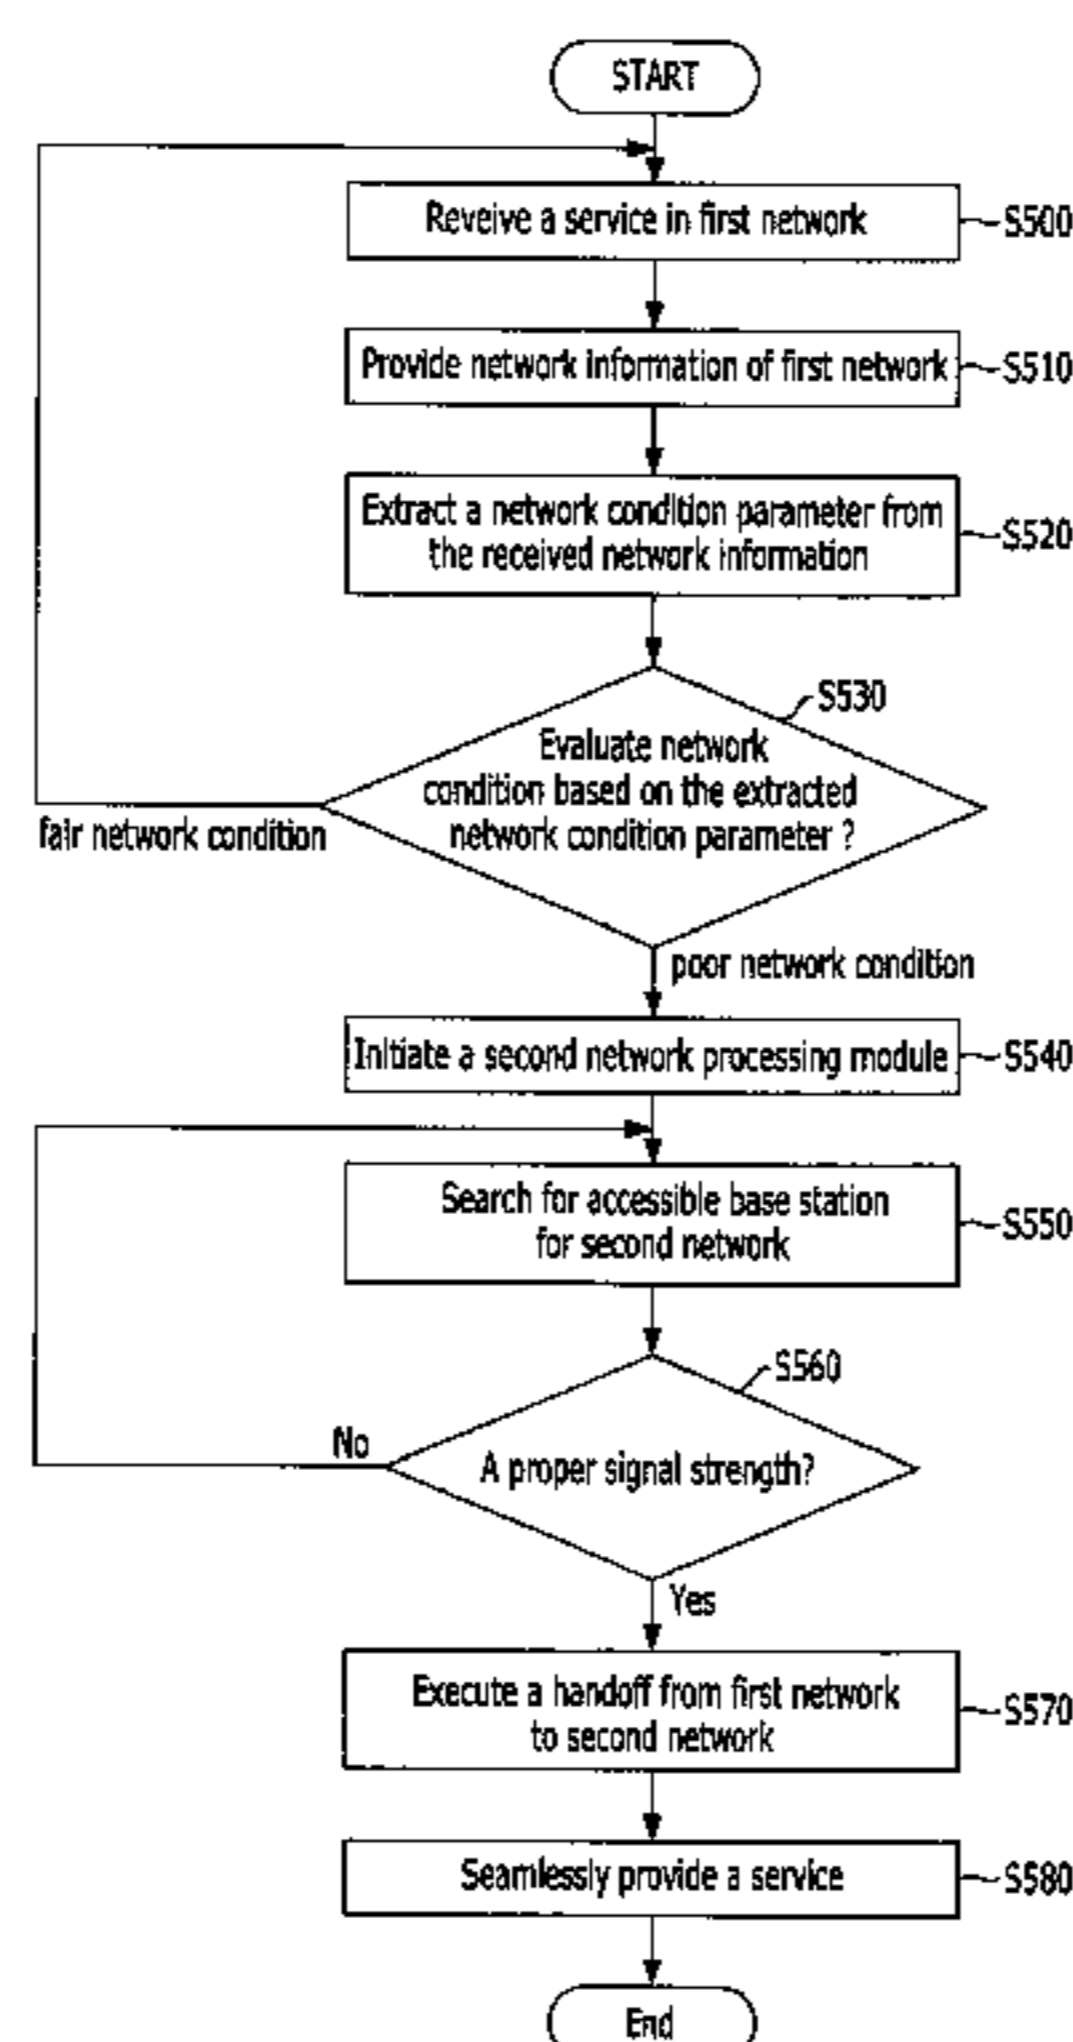 START
Reveive a service in first network
S500
Provide network information of first network
S510
Extract a network condition parameter from
the received network information
S520
S530
Evaluate network
condition based on the extracted
network condition parameter ?
fair network condition
poor network condition
Initiate a second network processing module
S540
Search for accessible base station
for second network
S550
S560
No
A proper signal strength?
Yes
Execute a handoff from first network
to second network
S570
Seamlessly provide a service
S580
End